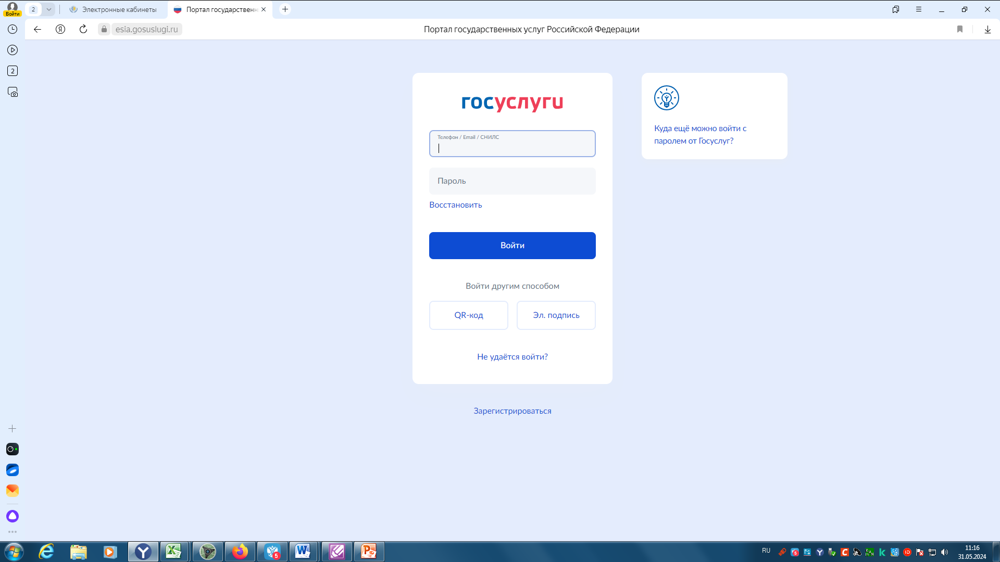 Войти
2
Электронные кабинеты
Портал государственн
esia.gosuslugi.ru
Портал государственных услуг Российской Федерации
2
госуслуги
Телефон / Email / СНИЛС
Пароль
Восстановить
Войти
Войти другим способом
QR-код
Эл. подпись
Не удаётся войти?
Зарегистрироваться
Куда ещё можно войти с
паролем от Госуслуг?
5
RU
11:16
31.05.2024